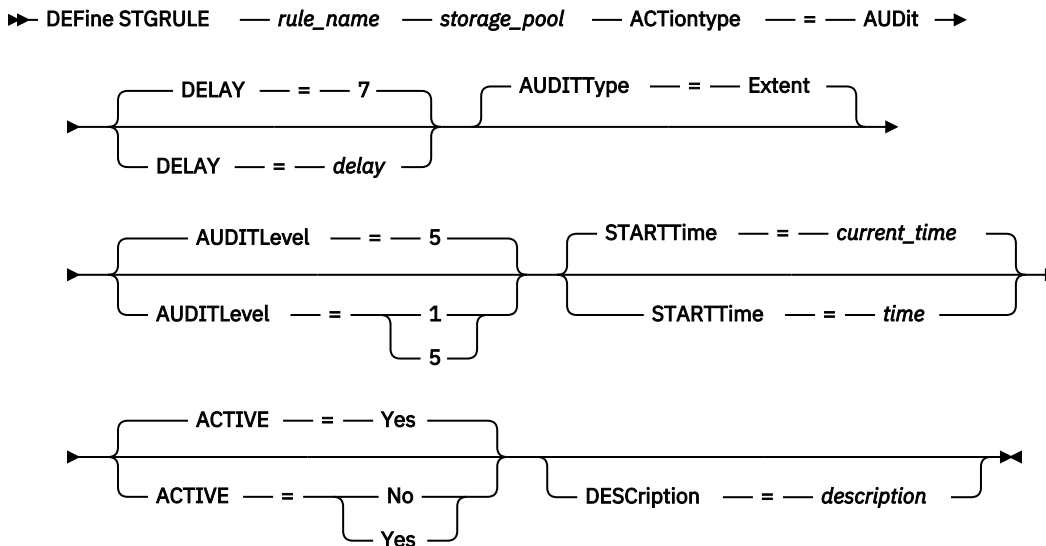 DEFine STGRULE rule_name storage_pool ACTiontype = AUDit
DELAY = 7 AUDITType = Extent
DELAY = delay
AUDITLevel = 5 STARTTime = current_time
AUDITLevel = 1 STARTTime = time
5
ACTIVE = Yes
ACTIVE = No DESCription = description
Yes